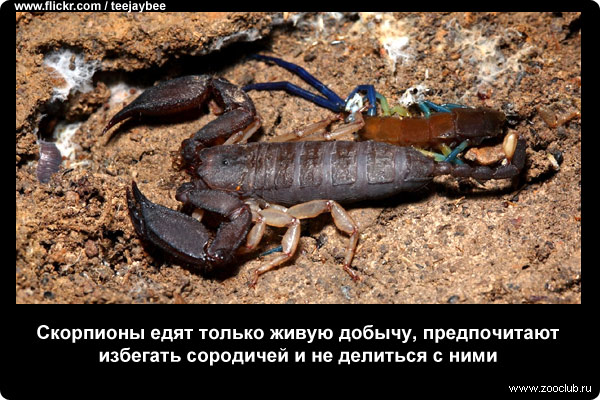 www.flickr.com / teejaybee
Скорпионы едят только живую добычу, предпочитают
избегать сородичей и не делиться с ними
www.zooclub.ru